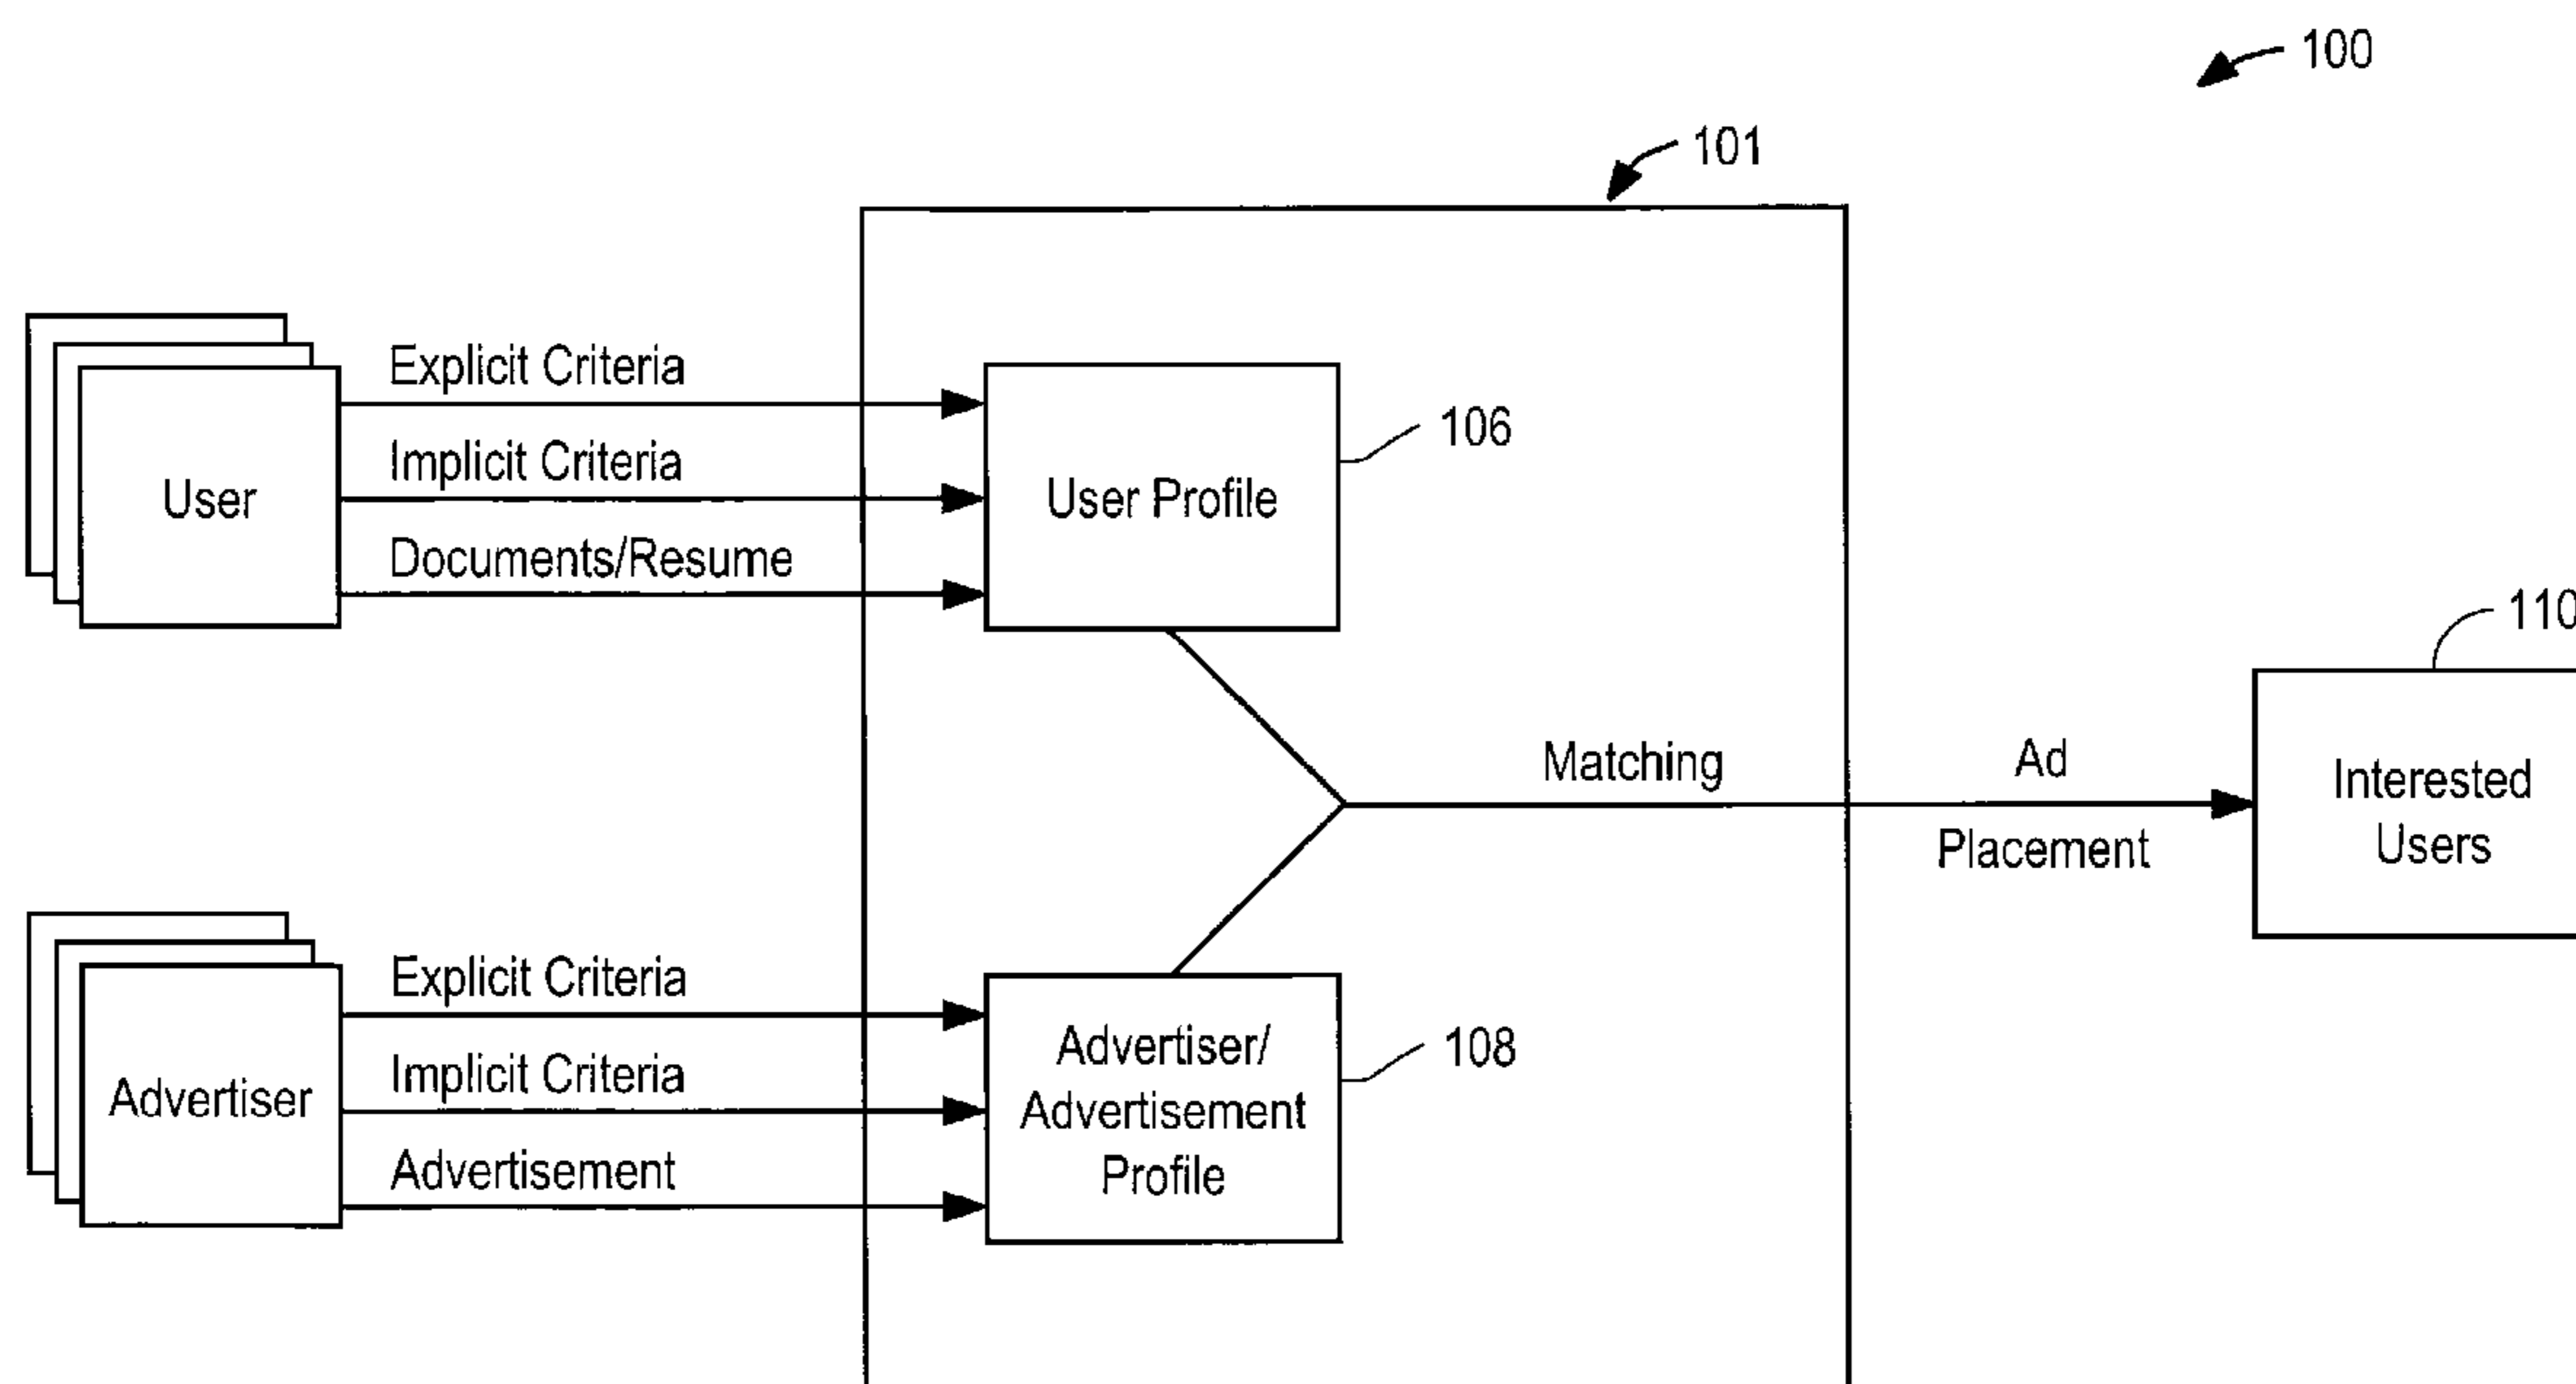 100
101
Explicit Criteria
Implicit Criteria
User
Documents/Resume
User Profile
106
110
Matching
Ad
Placement
Interested
Users
Explicit Criteria
Implicit Criteria
Advertiser
Advertisement
Advertiser/
Advertisement
Profile
108